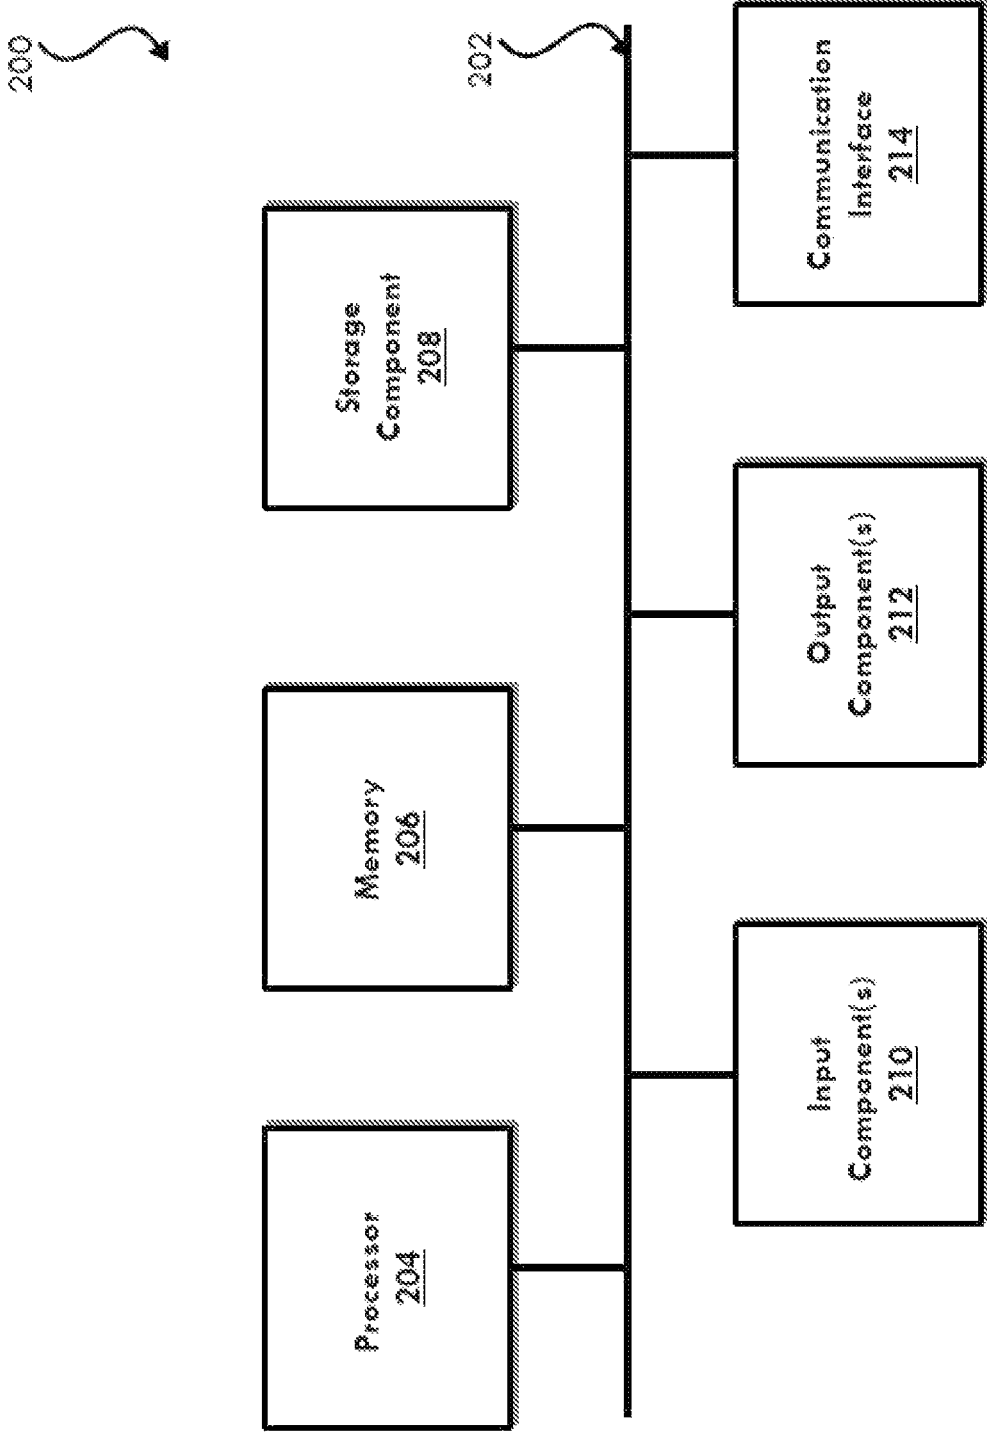 200
202
Processor
204
Memory
206
Storage
Component
208
Input
Component(s)
210
Output
Component(s)
212
Communication
Interface
214